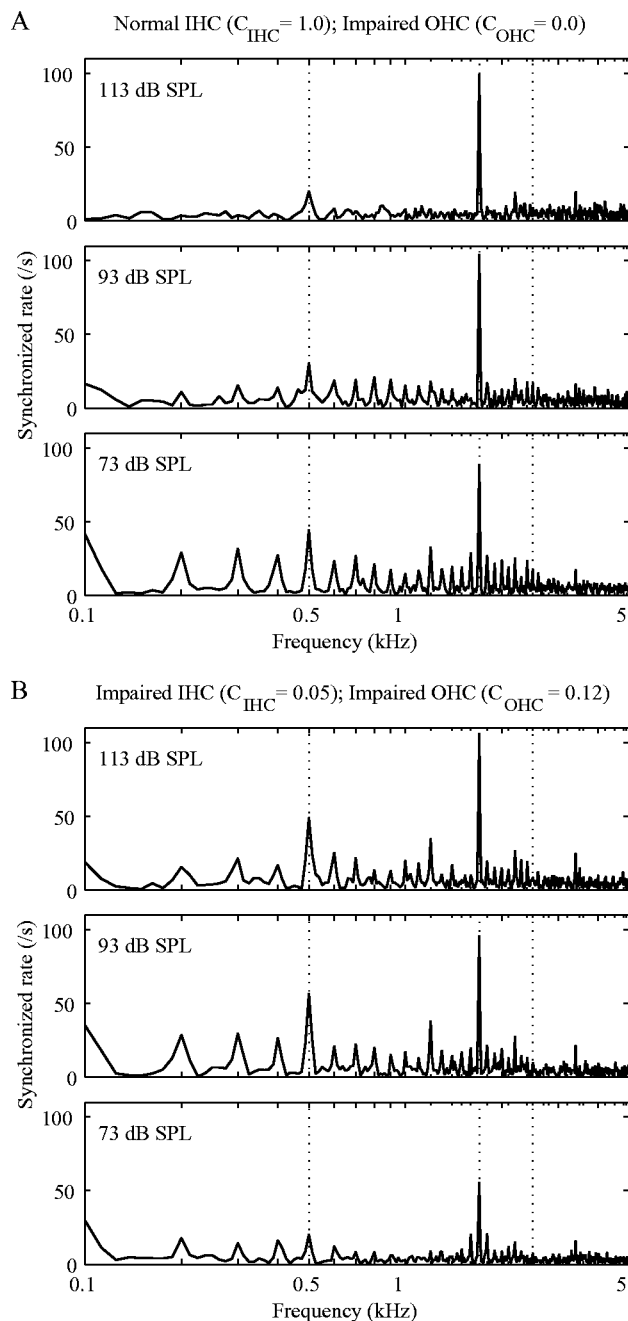 A
Normal IHC (C_IHC = 1.0); Impaired OHC (C_OHC = 0.0)
100
50
0
113 dB SPL
100
50
0
93 dB SPL
Synchronized rate (/s)
100
50
0
73 dB SPL
0.1
0.5
1
5
Frequency (kHz)
B
Impaired IHC (C_IHC = 0.05); Impaired OHC (C_OHC = 0.12)
100
50
0
113 dB SPL
100
50
0
93 dB SPL
Synchronized rate (/s)
100
50
0
73 dB SPL
0.1
0.5
1
5
Frequency (kHz)